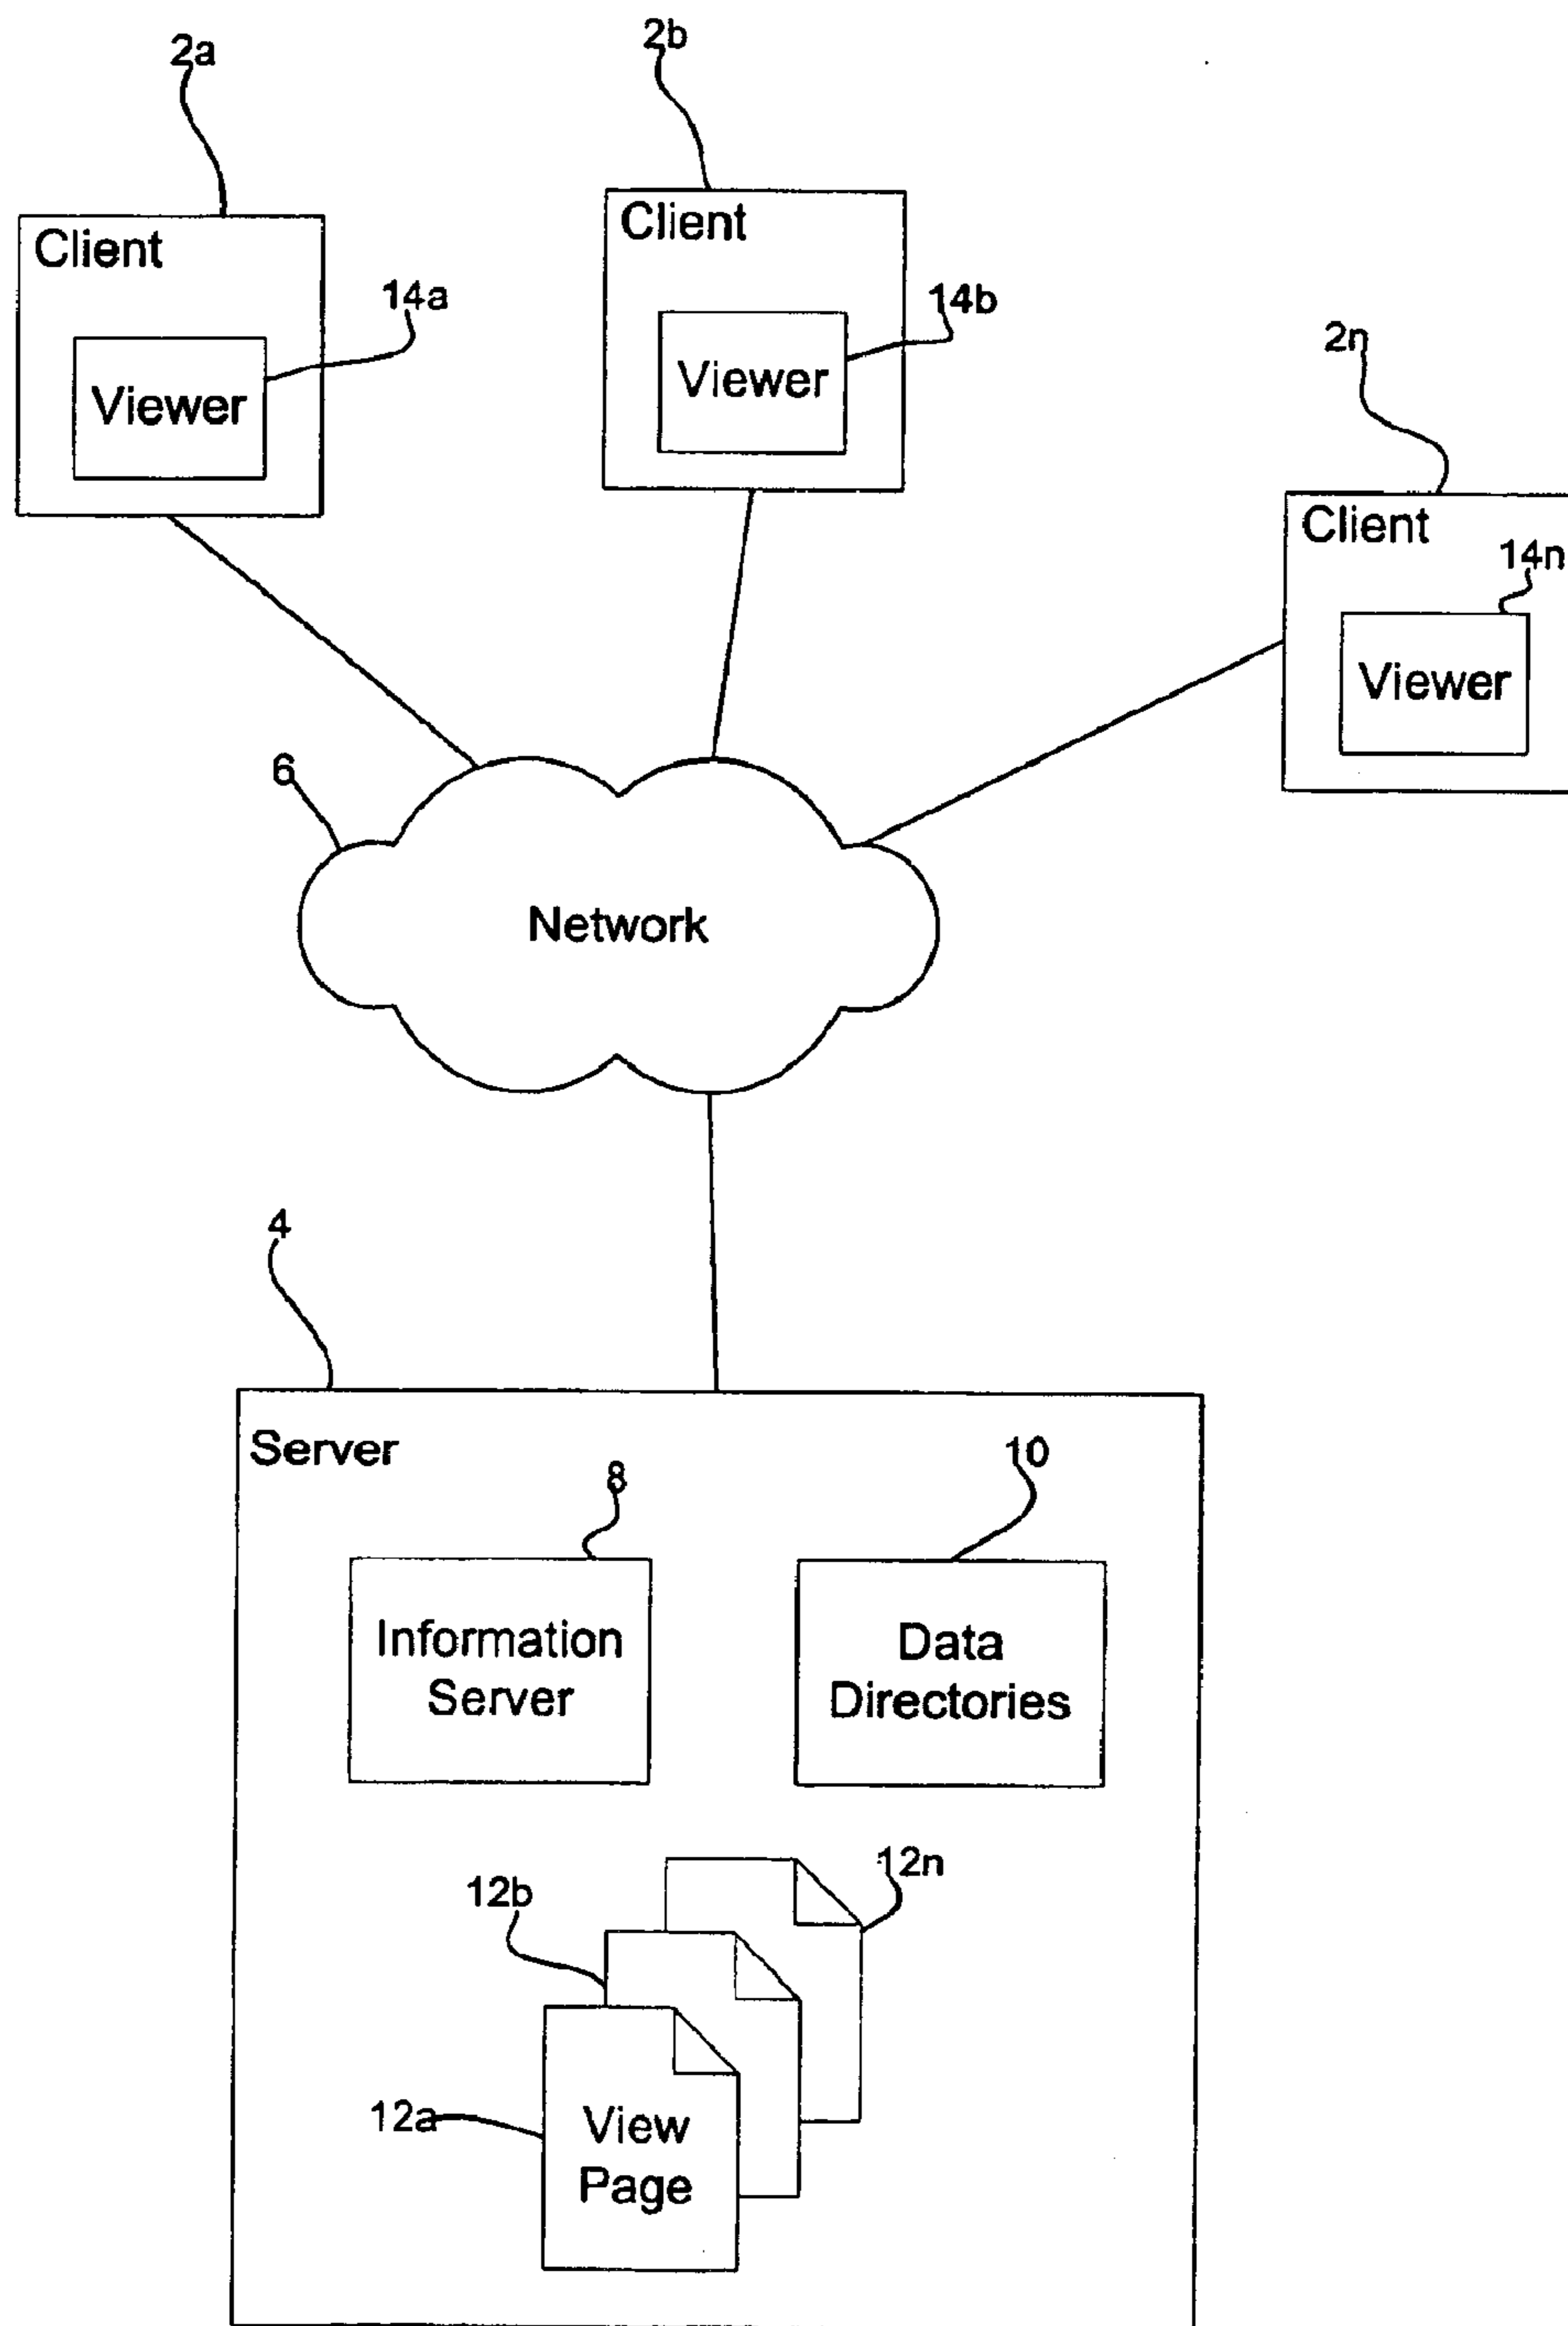 2a
2b
Client
Client
14a
14b
2n
Viewer
Viewer
Client
14n
Viewer
6
Network
4
Server
8
10
Information
Server
Data
Directories
12b
12n
12a
View
Page